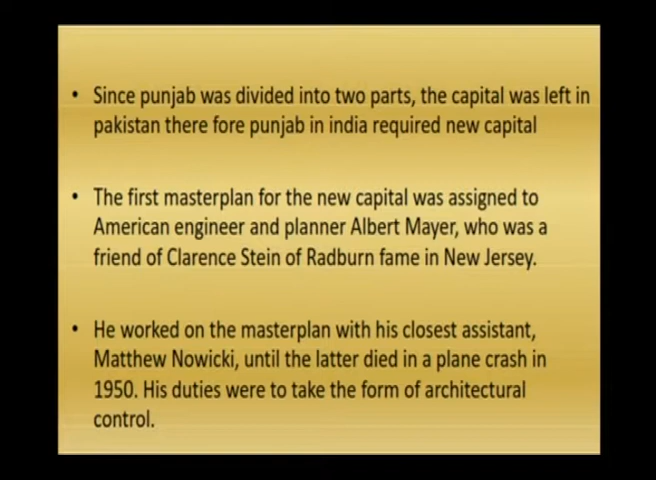 • Since punjab was divided into two parts, the capital was left in
pakistan there fore punjab in india required new capital
• The first masterplan for the new capital was assigned to
American engineer and planner Albert Mayer, who was a
friend of Clarence Stein of Radburn fame in New Jersey.
• He worked on the masterplan with his closest assistant,
Matthew Nowicki, until the latter died in a plane crash in
1950. His duties were to take the form of architectural
control.